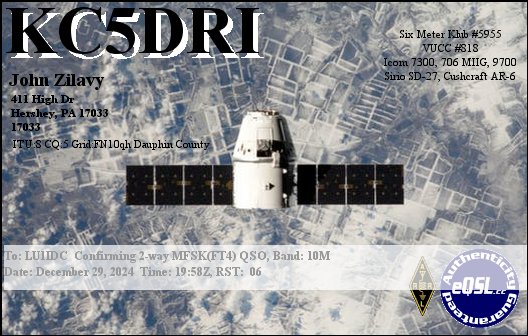 KC5DRI
Six Meter Klub #5955
VUCC #818
Icom 7300, 706 MIIG, 9700
Sirio SD-27, Cushcraft AR-6
John Zilavy
411 High Dr
Hershey, PA 17033
17033
ITU:8 CQ:5 Grid:FN10qh Dauphin County
To: LU1IDC Confirming 2-way MFSK(FT4) QSO, Band: 10M
Date: December 29, 2024 Time: 19:58Z, RST: 06
Authenticity
eQSL.cc
Guaranteed